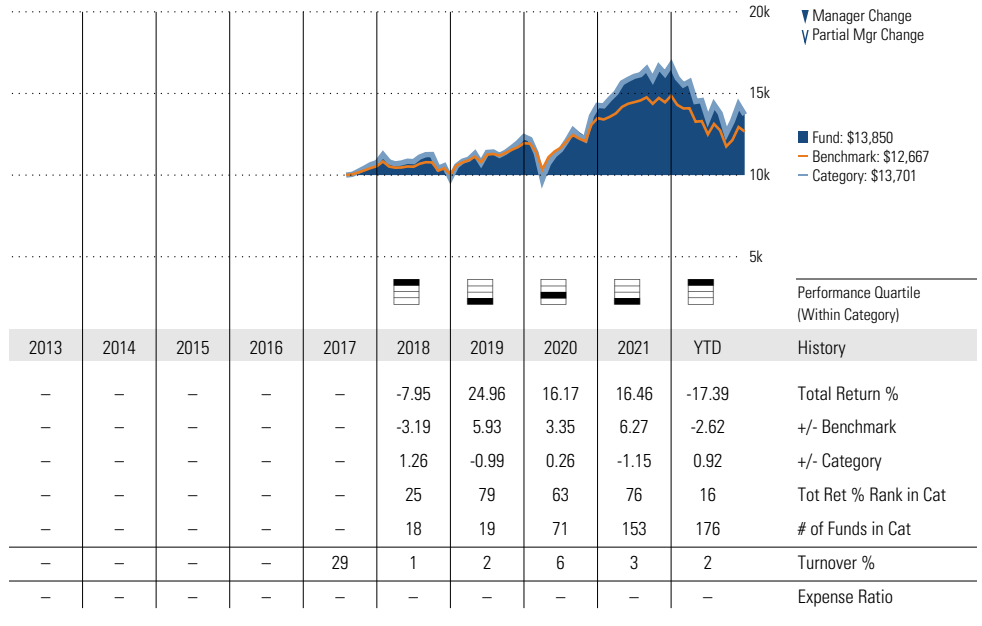 20k
15k
10k
5k
Manager Change
Partial Mgr Change
Fund: $13,850
Benchmark: $12,667
Category: $13,701
Performance Quartile
(Within Category)
2013 2014 2015 2016 2017 2018 2019 2020 2021 YTD History
– – – – – -7.95 24.96 16.17 16.46 -17.39 Total Return %
– – – – – -3.19 5.93 3.35 6.27 -2.62 +/- Benchmark
– – – – – 1.26 -0.99 0.26 -1.15 0.92 +/- Category
– – – – – 25 79 63 76 16 Tot Ret % Rank in Cat
– – – – – 18 19 71 153 176 # of Funds in Cat
– – – – 29 1 2 6 3 2 Turnover %
– – – – – – – – – – Expense Ratio